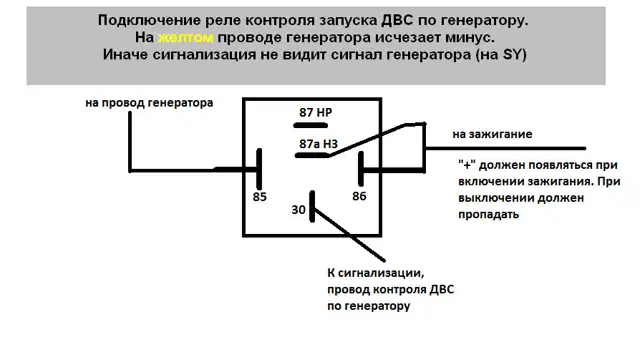 Подключение реле контроля запуска ДВС по генератору.
На желтом проводе генератора исчезает минус.
Иначе сигнализация не видит сигнал генератора (на SY)
на провод генератора
87 НР
87а НЗ
на зажигание
"+" должен появляться при
включении зажигания. При
выключении должен
пропадать
85
86
30
К сигнализации,
провод контроля ДВС
по генератору